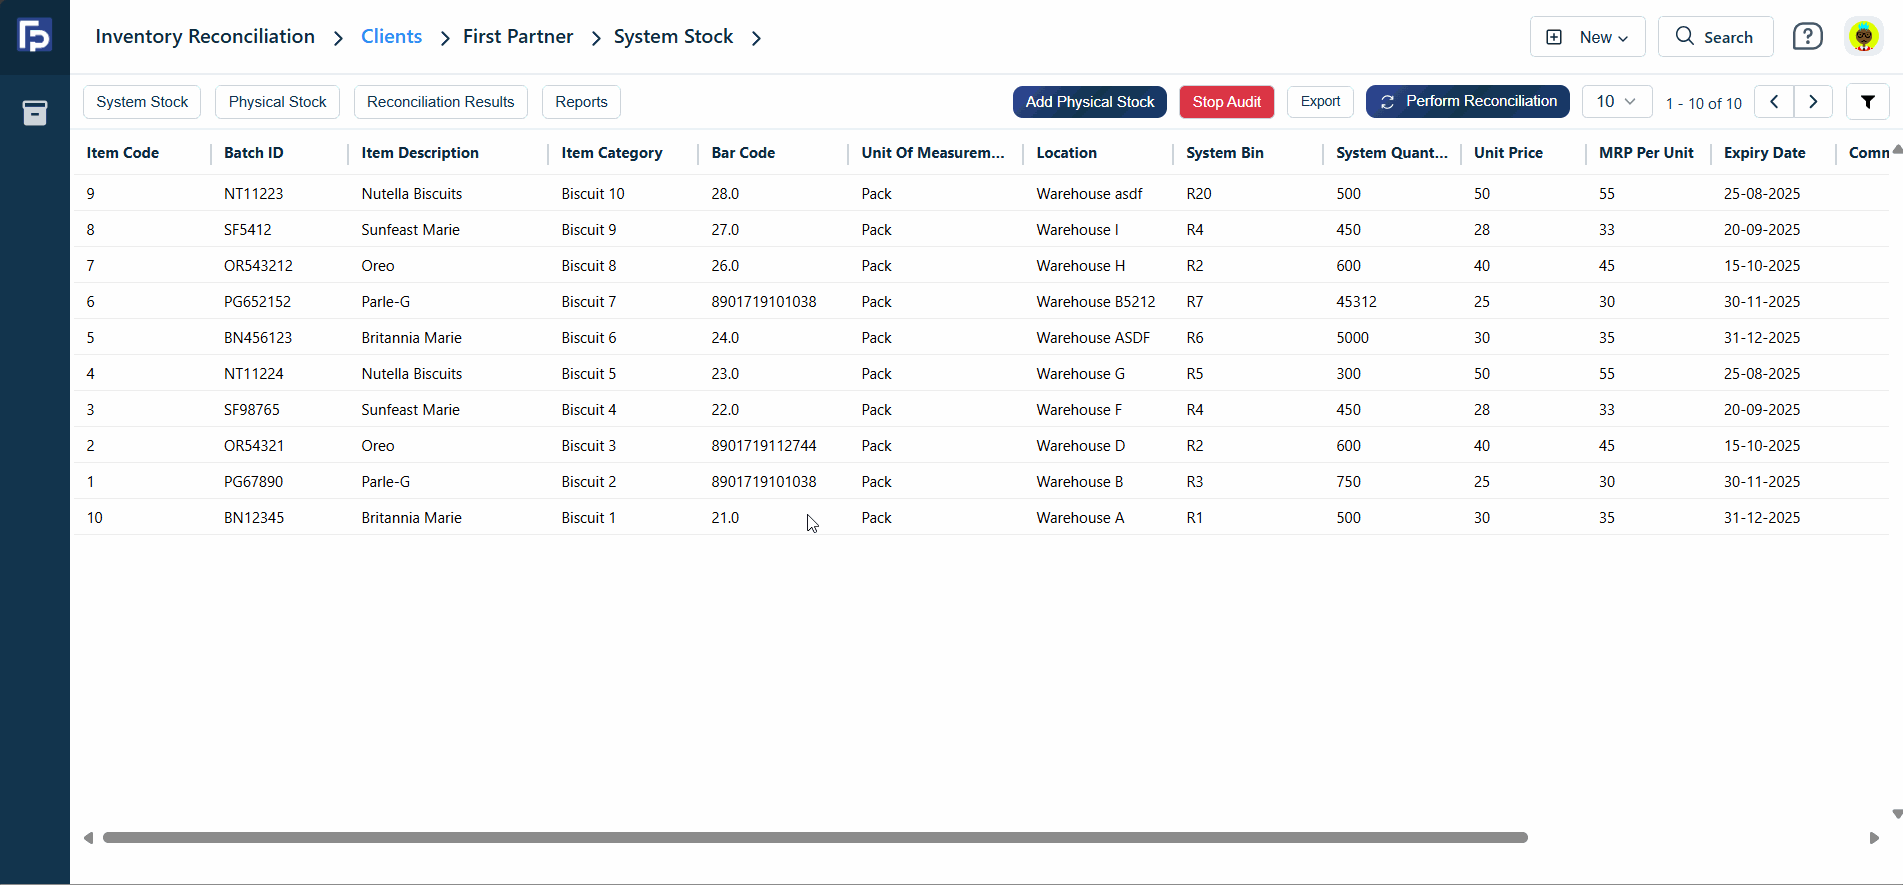 Inventory Reconciliation > Clients > First Partner > System Stock >
New Search ?
System Stock Physical Stock Reconciliation Results Reports Add Physical Stock Stop Audit Export Perform Reconciliation 10 1 - 10 of 10
Item Code Batch ID Item Description Item Category Bar Code Unit Of Measurem... Location System Bin System Quant... Unit Price MRP Per Unit Expiry Date Comm
9 NT11223 Nutella Biscuits Biscuit 10 28.0 Pack Warehouse asdf R20 500 50 55 25-08-2025
8 SF5412 Sunfeast Marie Biscuit 9 27.0 Pack Warehouse I R4 450 28 33 20-09-2025
7 OR543212 Oreo Biscuit 8 26.0 Pack Warehouse H R2 600 40 45 15-10-2025
6 PG652152 Parle-G Biscuit 7 8901719101038 Pack Warehouse B5212 R7 45312 25 30 30-11-2025
5 BN456123 Britannia Marie Biscuit 6 24.0 Pack Warehouse ASDF R6 5000 30 35 31-12-2025
4 NT11224 Nutella Biscuits Biscuit 5 23.0 Pack Warehouse G R5 300 50 55 25-08-2025
3 SF98765 Sunfeast Marie Biscuit 4 22.0 Pack Warehouse F R4 450 28 33 20-09-2025
2 OR54321 Oreo Biscuit 3 8901719112744 Pack Warehouse D R2 600 40 45 15-10-2025
1 PG67890 Parle-G Biscuit 2 8901719101038 Pack Warehouse B R3 750 25 30 30-11-2025
10 BN12345 Britannia Marie Biscuit 1 21.0 Pack Warehouse A R1 500 30 35 31-12-2025